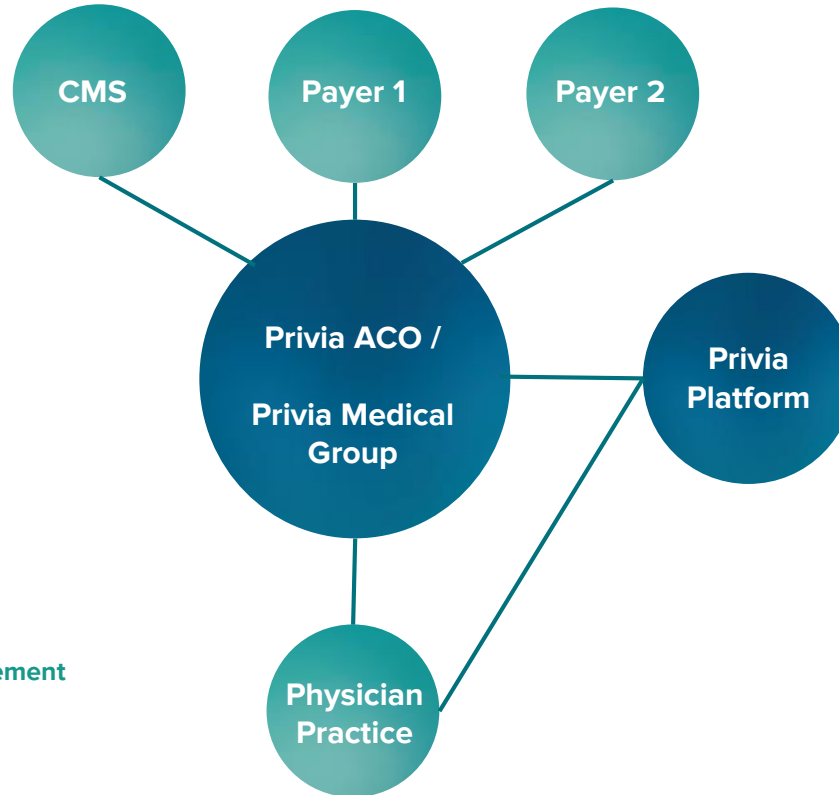 CMS
Payer 1
Payer 2
Privia ACO /
Privia Medical
Group
Privia
Platform
ement
Physician
Practice